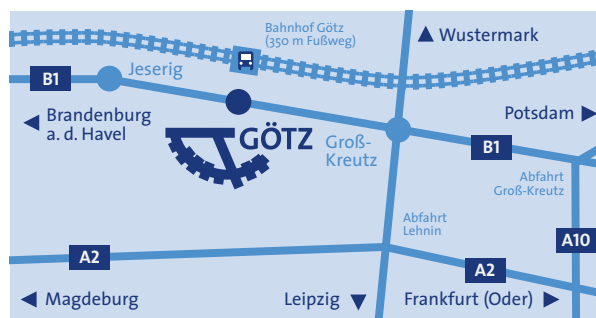 Bahnhof Götz
(350 m Fußweg)
Wustermark
Jeserig
B1
Brandenburg
a. d. Havel
Potsdam
GÖTZ
Groß-
Kreutz
B1
Abfahrt
Groß-Kreutz
Abfahrt
Lehnin
A10
A2
A2
Magdeburg
Leipzig
Frankfurt (Oder)